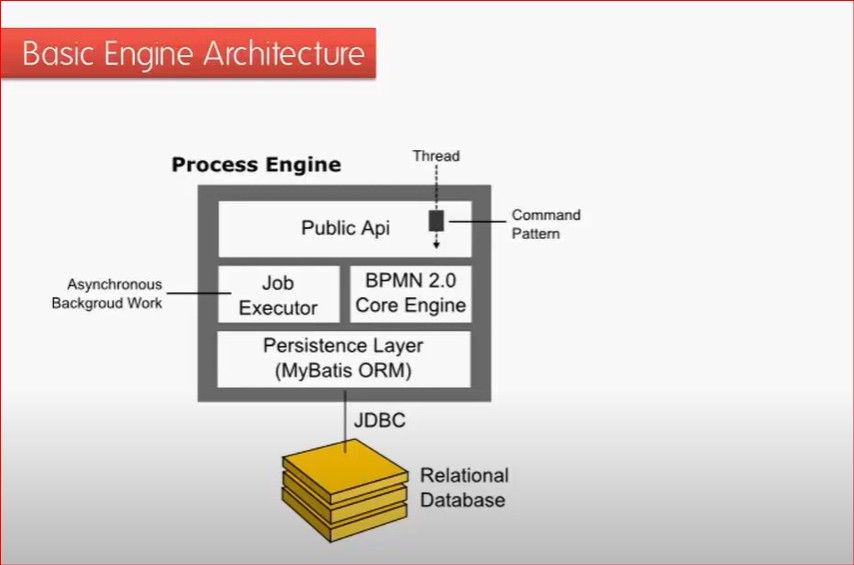 Basic Engine Architecture
Process Engine
Thread
Public Api
Command
Pattern
Asynchronous
Backgroud Work
Job
Executor
BPMN 2.0
Core Engine
Persistence Layer
(MyBatis ORM)
JDBC
Relational
Database